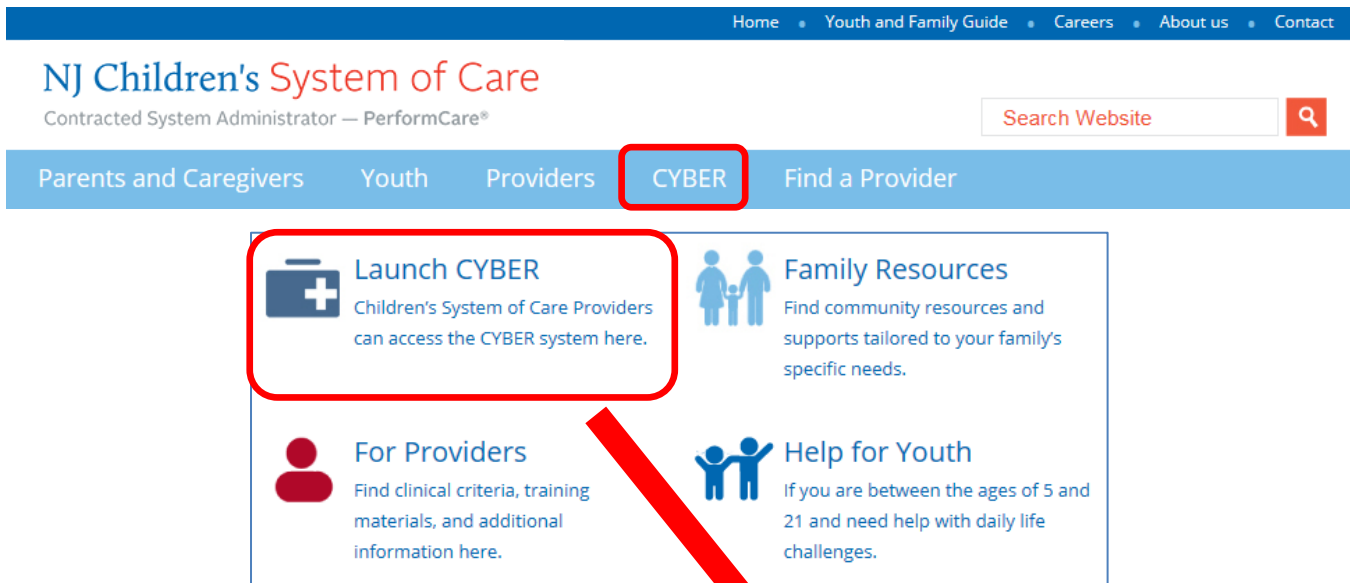 Home • Youth and Family Guide • Careers • About us • Contact
NJ Children's System of Care
Contracted System Administrator — PerformCare®
Search Website
Parents and Caregivers Youth Providers CYBER Find a Provider
Launch CYBER
Children's System of Care Providers
can access the CYBER system here.
Family Resources
Find community resources and
supports tailored to your family's
specific needs.
For Providers
Find clinical criteria, training
materials, and additional
information here.
Help for Youth
If you are between the ages of 5 and
21 and need help with daily life
challenges.